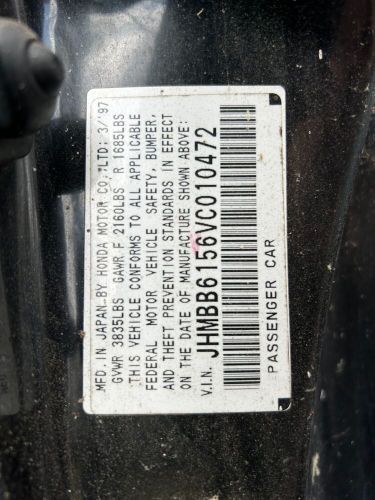 MFD. IN JAPAN BY HONDA MOTOR CO.,LTD: 3/'97
GVWR 3835LBS GAWR F 2160LBS R 1685LBS
THIS VEHICLE CONFORMS TO ALL APPLICABLE
FEDERAL MOTOR VEHICLE SAFETY, BUMPER,
AND THEFT PREVENTION STANDARDS IN EFFECT
ON THE DATE OF MANUFACTURE SHOWN ABOVE:
V.I.N. JHMBB6156VC010472
PASSENGER CAR